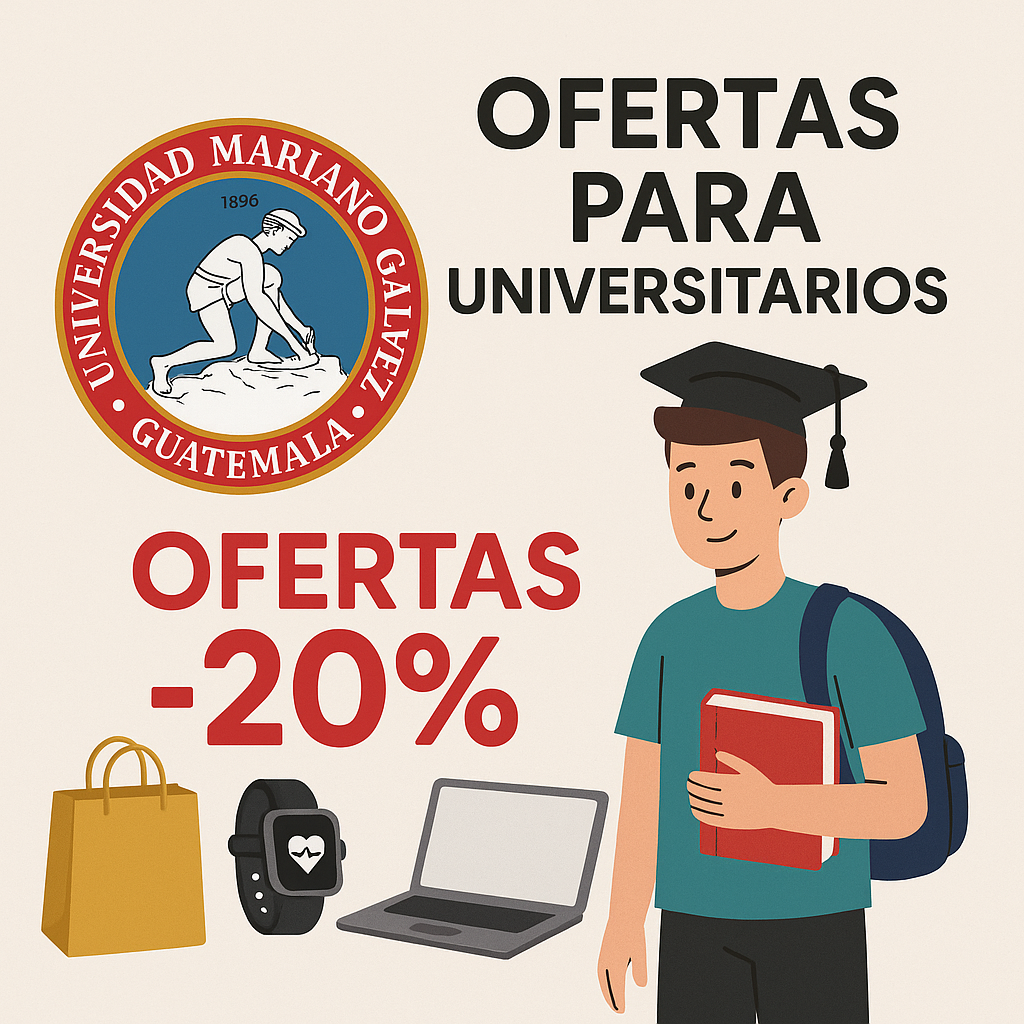 OFERTAS
PARA
UNIVERSITARIOS
UNIVERSIDAD MARIANO GALVEZ
1896
• GUATEMALA •
OFERTAS
-20%